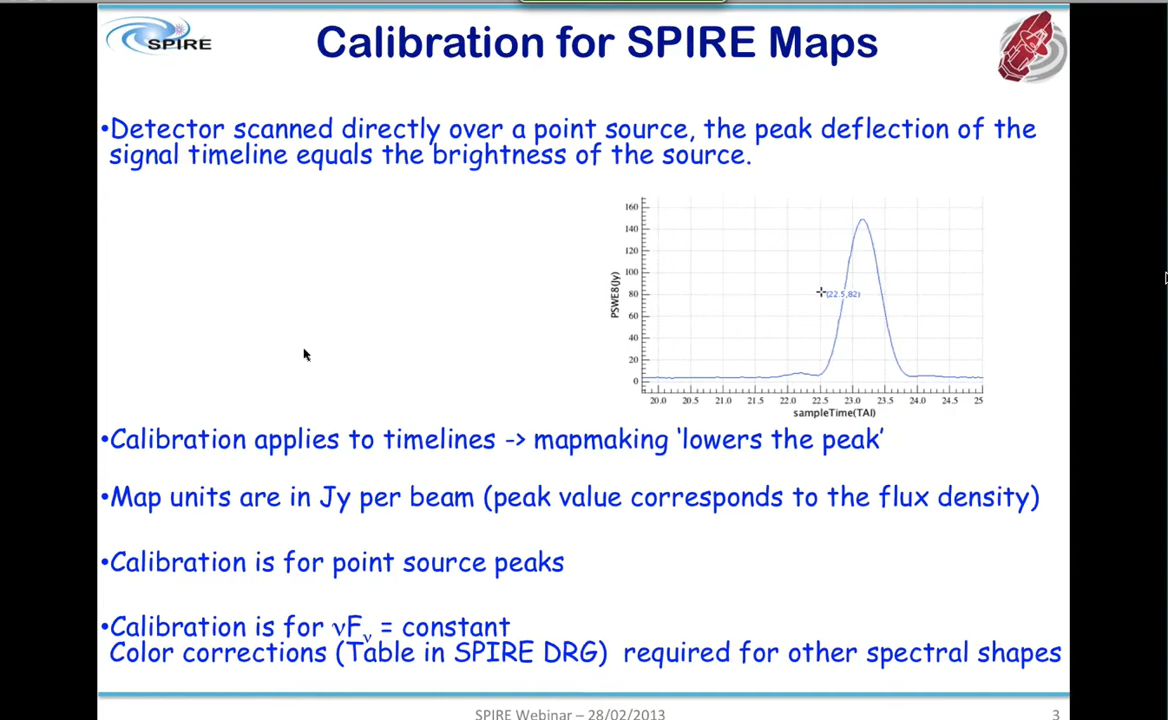 SPIRE
Calibration for SPIRE Maps
•Detector scanned directly over a point source, the peak deflection of the
signal timeline equals the brightness of the source.
160
140
120
100
80
60
40
20
0
PSWE8(Jy)
(22.5,82)
20.0 20.5 21.0 21.5 22.0 22.5 23.0 23.5 24.0 24.5 25
sampleTime(TAI)
•Calibration applies to timelines -> mapmaking ‘lowers the peak’
•Map units are in Jy per beam (peak value corresponds to the flux density)
•Calibration is for point source peaks
•Calibration is for νFν = constant
Color corrections (Table in SPIRE DRG) required for other spectral shapes
SPIRE Webinar – 28/02/2013
3